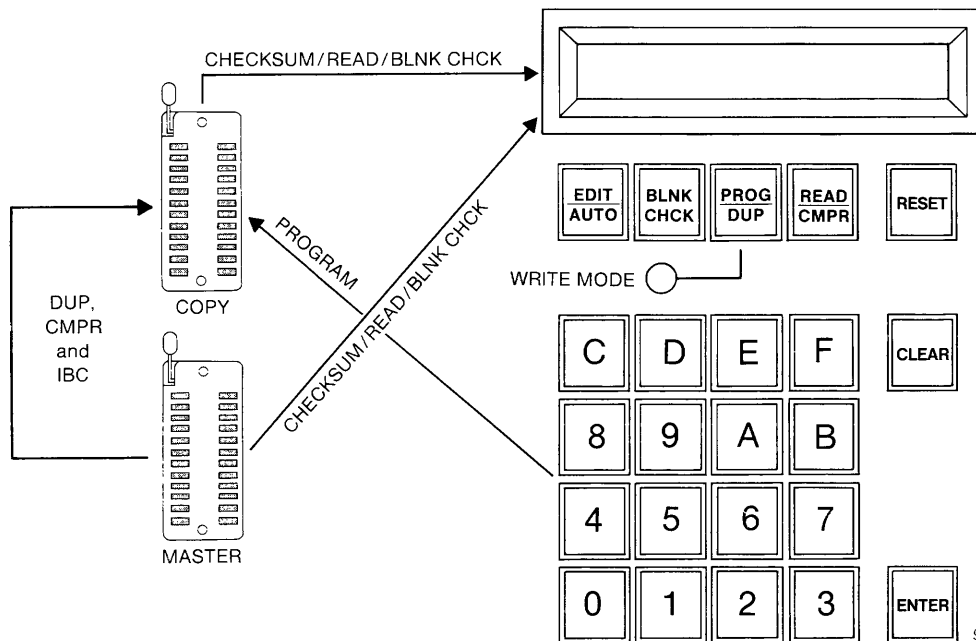 CHECKSUM/READ/BLNK CHCK
EDIT
AUTO
BLNK
CHCK
PROG
DUP
READ
CMPR
RESET
PROGRAM
CHECKSUM/READ/BLNK CHCK
WRITE MODE
COPY
DUP,
CMPR
and
IBC
C D E F
CLEAR
8 9 A B
4 5 6 7
MASTER
0 1 2 3
ENTER